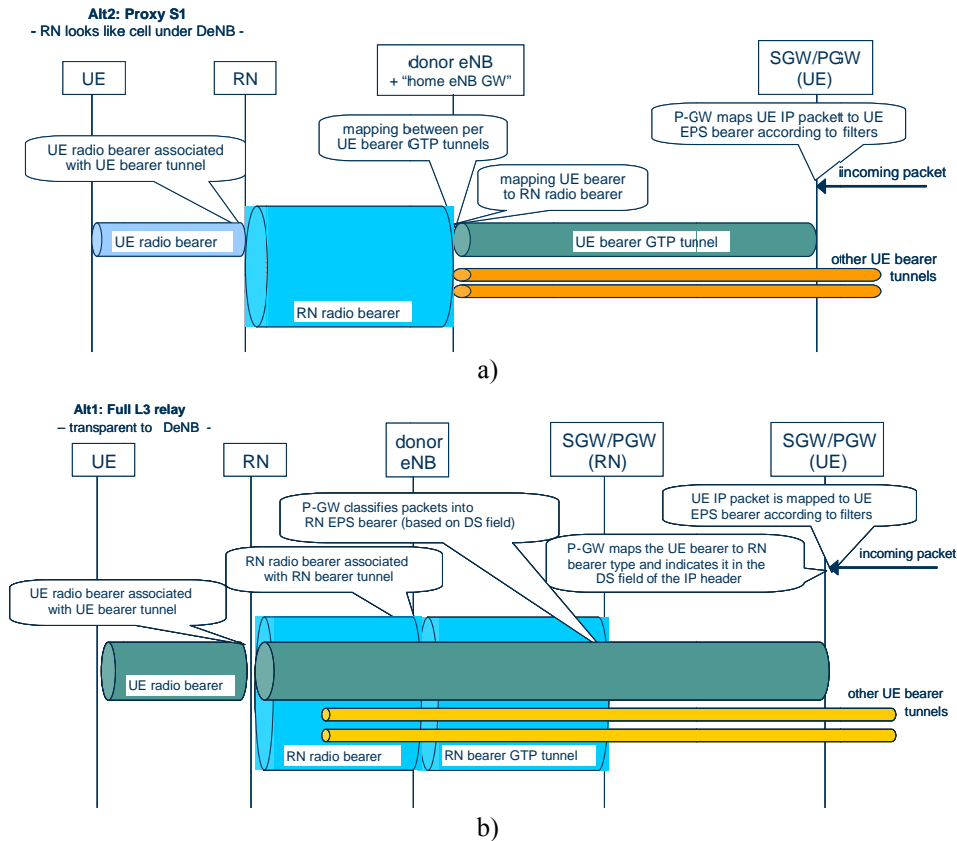 Alt2: Proxy S1
- RN looks like cell under DeNB -
UE
RN
donor eNB
+ "home eNB GW"
SGW/PGW
(UE)
UE radio bearer associated
with UE bearer tunnel
mapping between per
UE bearer GTP tunnels
P-GW maps UE IP packet to UE
EPS bearer according to filters
mapping UE bearer
to RN radio bearer
incoming packet
UE radio bearer
UE bearer GTP tunnel
other UE bearer
tunnels
RN radio bearer
a)
Alt1: Full L3 relay
– transparent to DeNB -
UE
RN
donor
eNB
SGW/PGW
(RN)
SGW/PGW
(UE)
P-GW classifies packets into
RN EPS bearer (based on DS field)
UE IP packet is mapped to UE
EPS bearer according to filters
RN radio bearer associated
with RN bearer tunnel
P-GW maps the UE bearer to RN
bearer type and indicates it in the
DS field of the IP header
incoming packet
UE radio bearer associated
with UE bearer tunnel
UE radio bearer
other UE bearer
tunnels
RN radio bearer
RN bearer GTP tunnel
b)